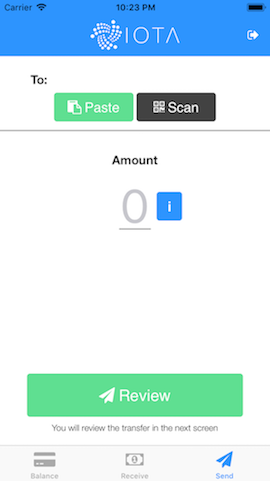 Carrier 10:23 PM
IOTA
To:
Paste Scan
Amount
0 i
Review
You will review the transfer in the next screen
Balance Receive Send